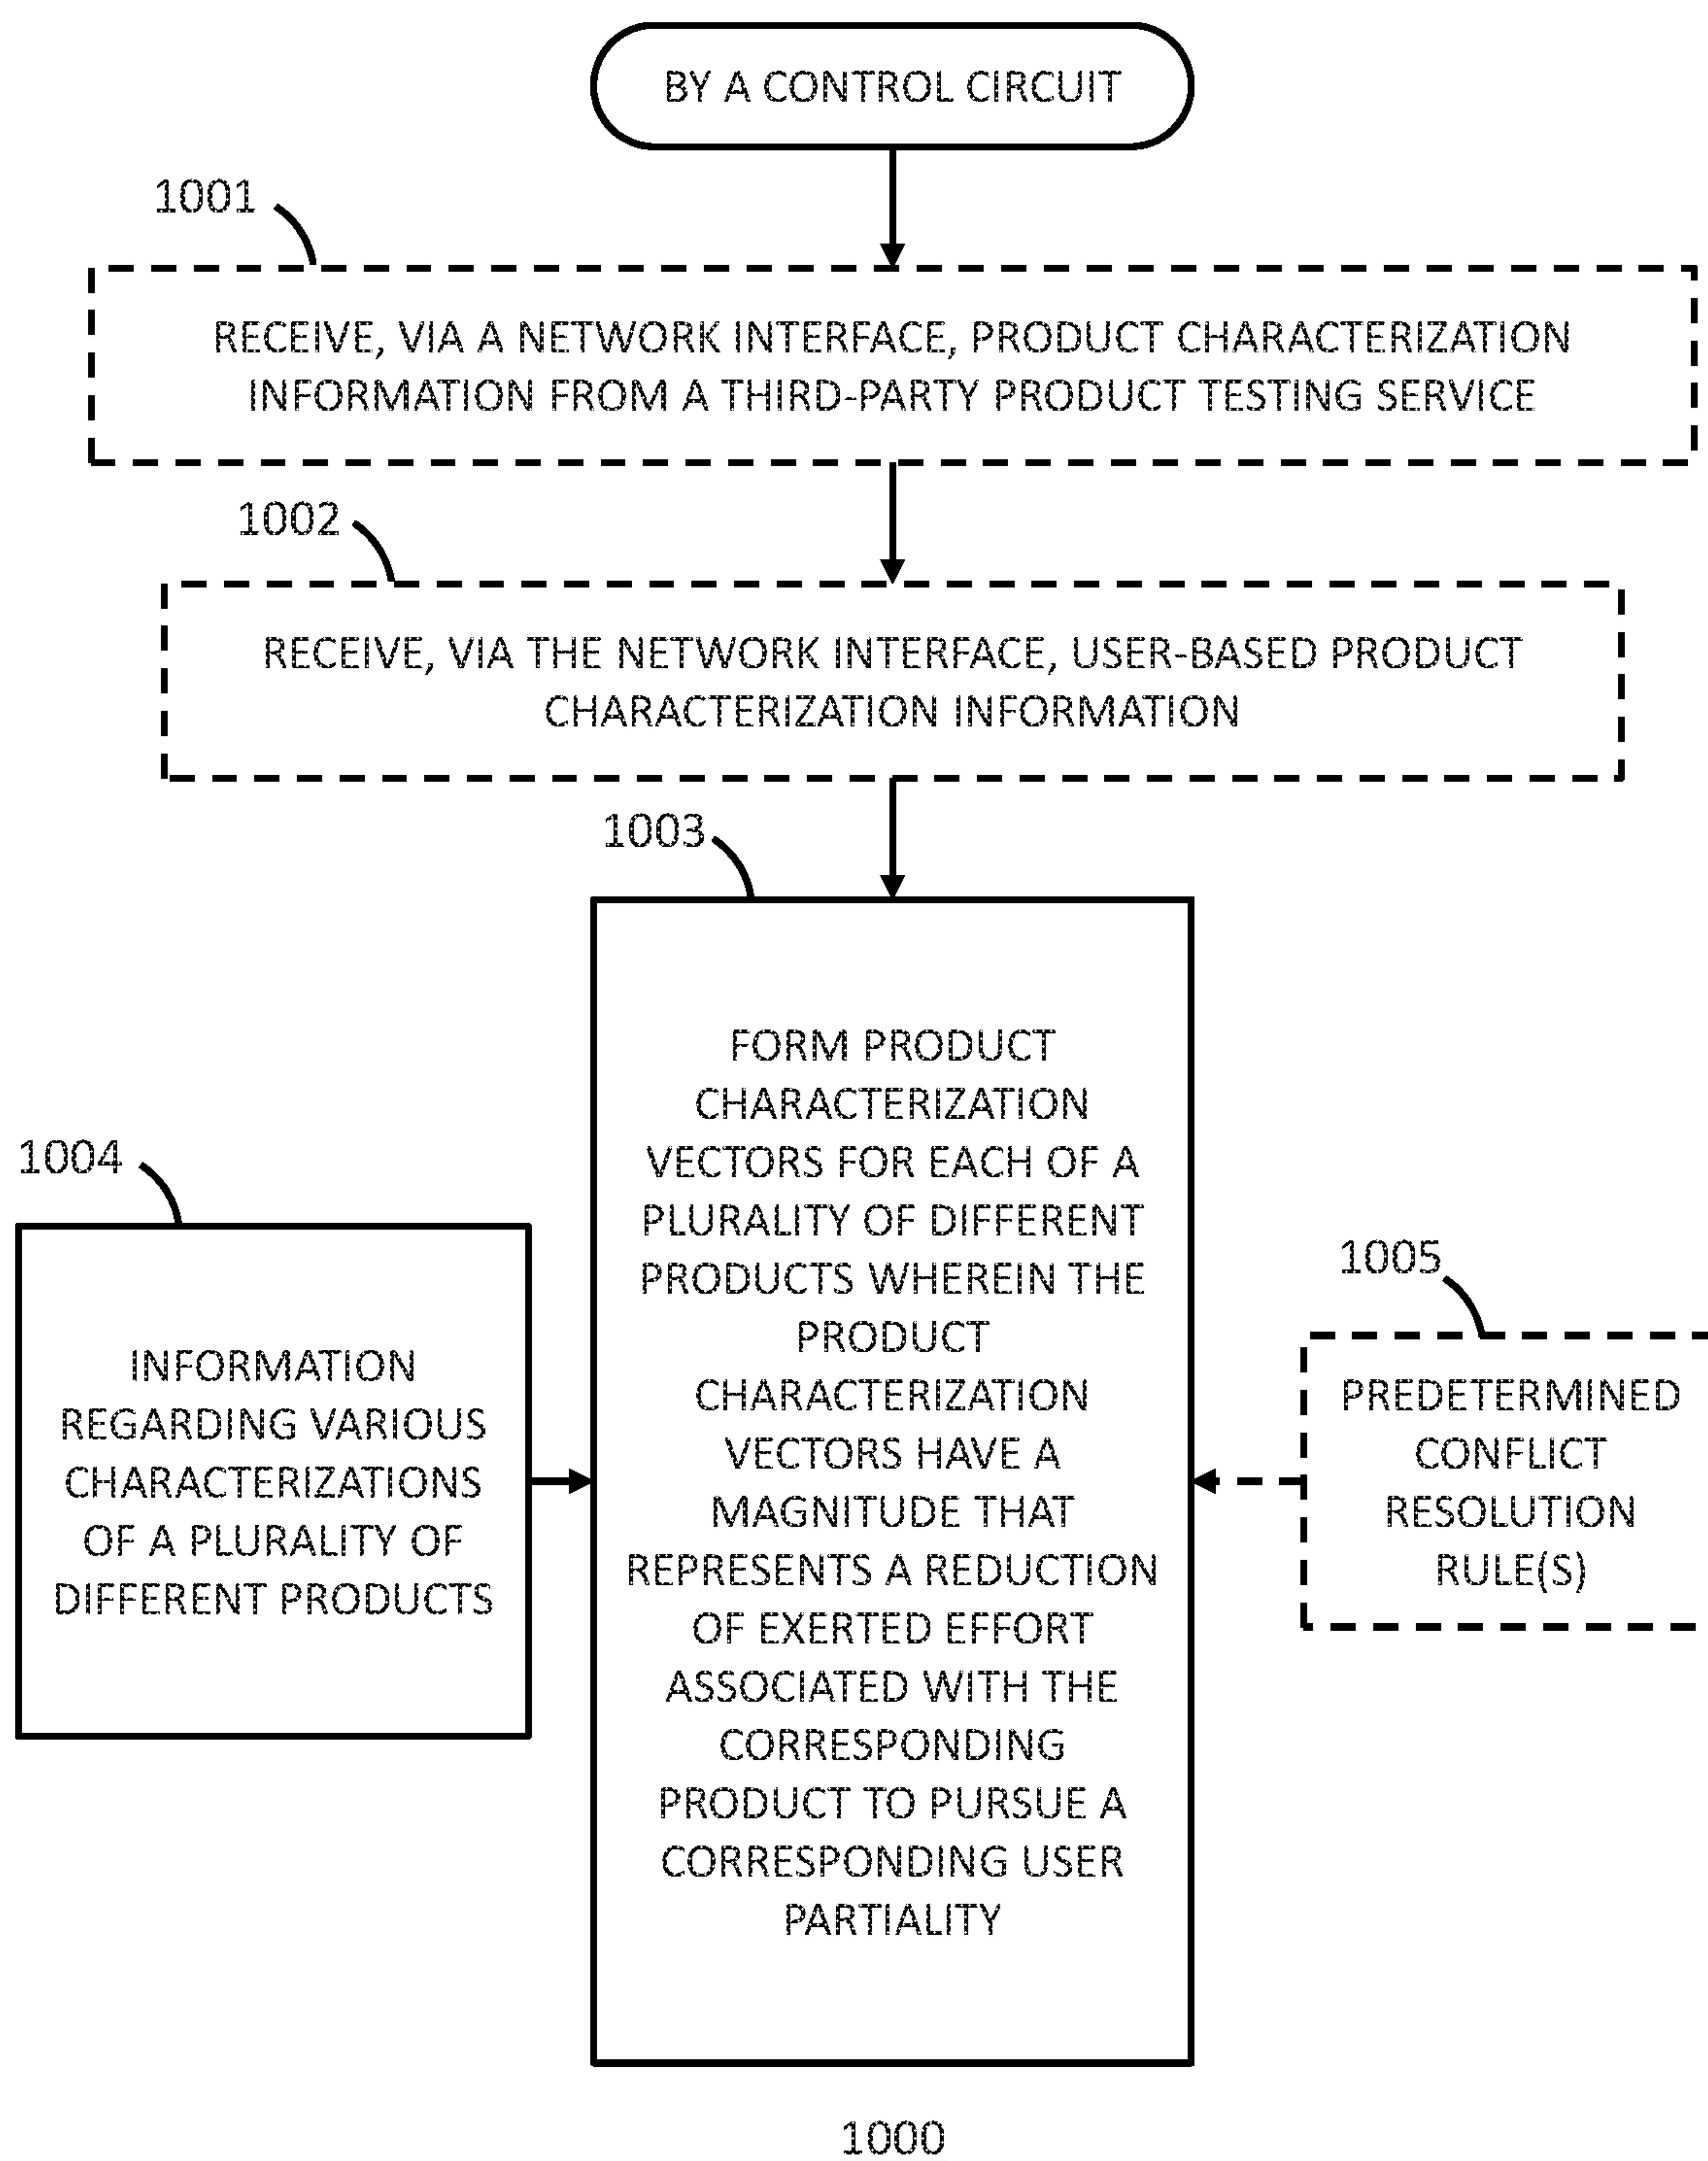 BY A CONTROL CIRCUIT
1001
RECEIVE, VIA A NETWORK INTERFACE, PRODUCT CHARACTERIZATION
INFORMATION FROM A THIRD-PARTY PRODUCT TESTING SERVICE
1002
RECEIVE, VIA THE NETWORK INTERFACE, USER-BASED PRODUCT
CHARACTERIZATION INFORMATION
1003
FORM PRODUCT
CHARACTERIZATION
VECTORS FOR EACH OF A
PLURALITY OF DIFFERENT
PRODUCTS WHEREIN THE
PRODUCT
CHARACTERIZATION
VECTORS HAVE A
MAGNITUDE THAT
REPRESENTS A REDUCTION
OF EXERTED EFFORT
ASSOCIATED WITH THE
CORRESPONDING
PRODUCT TO PURSUE A
CORRESPONDING USER
PARTIALITY
1004
INFORMATION
REGARDING VARIOUS
CHARACTERIZATIONS
OF A PLURALITY OF
DIFFERENT PRODUCTS
1005
PREDETERMINED
CONFLICT
RESOLUTION
RULE(S)
1000